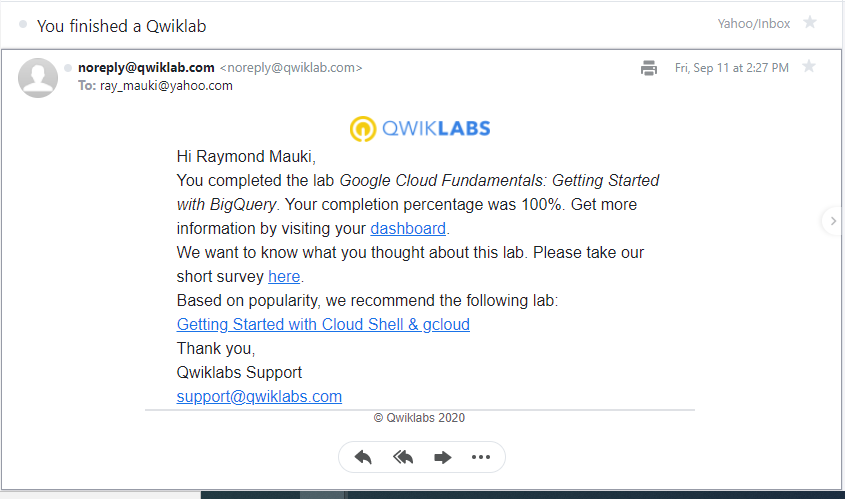 You finished a Qwiklab
Yahoo/Inbox
noreply@qwiklab.com <noreply@qwiklab.com>
Fri, Sep 11 at 2:27 PM
To: ray_mauki@yahoo.com
QWIKLABS
Hi Raymond Mauki,
You completed the lab Google Cloud Fundamentals: Getting Started
with BigQuery. Your completion percentage was 100%. Get more
information by visiting your dashboard.
We want to know what you thought about this lab. Please take our
short survey here.
Based on popularity, we recommend the following lab:
Getting Started with Cloud Shell & gcloud
Thank you,
Qwiklabs Support
support@qwiklabs.com
© Qwiklabs 2020